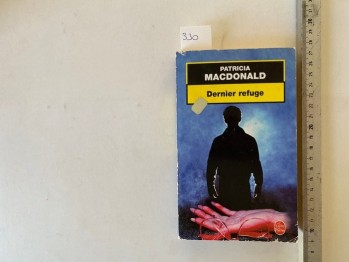 330
PATRICIA
MACDONALD
Dernier refuge